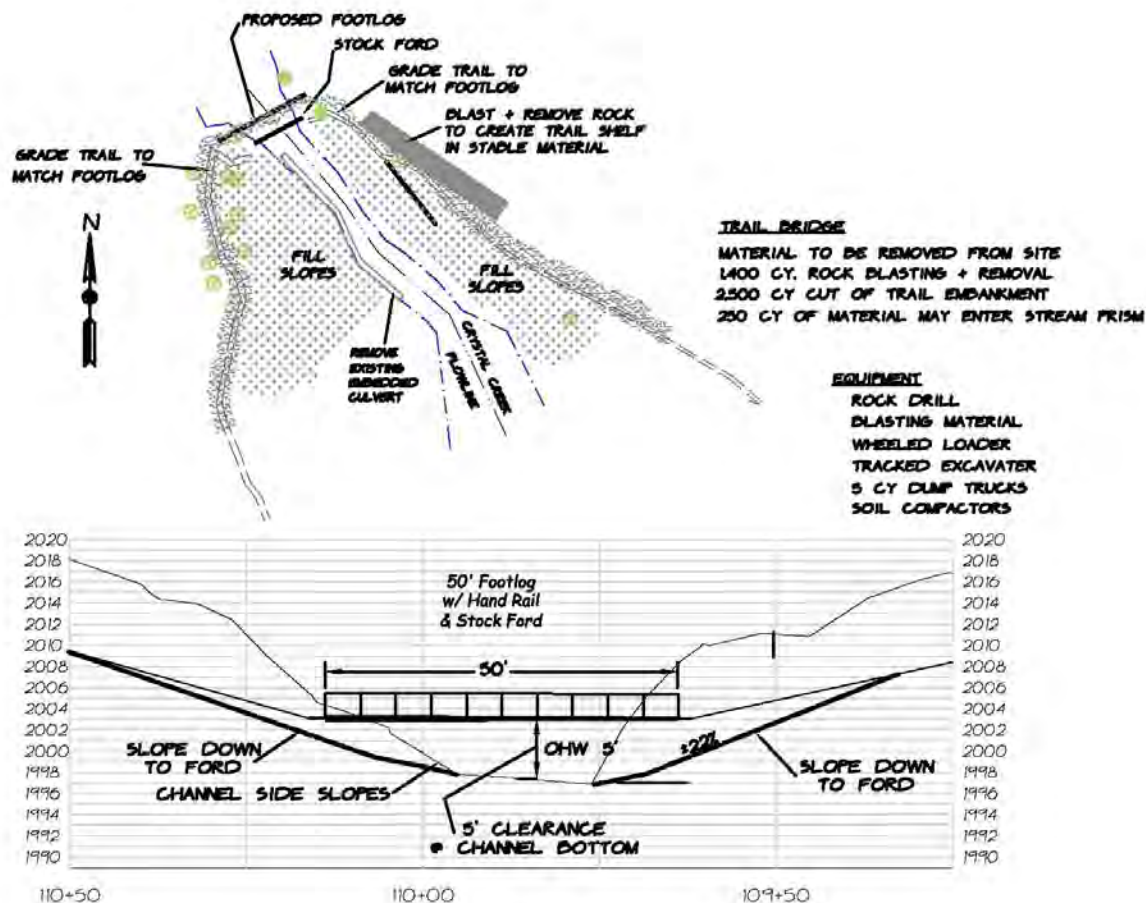 PROPOSED FOOTLOG
STOCK FORD
GRADE TRAIL TO
MATCH FOOTLOG
BLAST + REMOVE ROCK
TO CREATE TRAIL SHELF
IN STABLE MATERIAL
GRADE TRAIL TO
MATCH FOOTLOG
N
FILL
SLOPES
FILL
SLOPES
REMOVE
EXISTING
EMBEDDED
CULVERT
CRYSTAL CREEK
FLOWLINE
TRAIL BRIDGE
MATERIAL TO BE REMOVED FROM SITE
1,400 CY. ROCK BLASTING + REMOVAL
2,500 CY CUT OF TRAIL EMBANKMENT
250 CY OF MATERIAL MAY ENTER STREAM PRISM
EQUIPMENT
ROCK DRILL
BLASTING MATERIAL
WHEELED LOADER
TRACKED EXCAVATER
5 CY DUMP TRUCKS
SOIL COMPACTORS
2020
2018
2016
2014
2012
2010
2008
2006
2004
2002
2000
1998
1996
1994
1992
1990
50' Footlog
w/ Hand Rail
& Stock Ford
50'
OHW 5'
±22%
SLOPE DOWN
TO FORD
CHANNEL SIDE SLOPES
SLOPE DOWN
TO FORD
5' CLEARANCE
@ CHANNEL BOTTOM
2020
2018
2016
2014
2012
2010
2008
2006
2004
2002
2000
1998
1996
1994
1992
1990
110+50
110+00
109+50